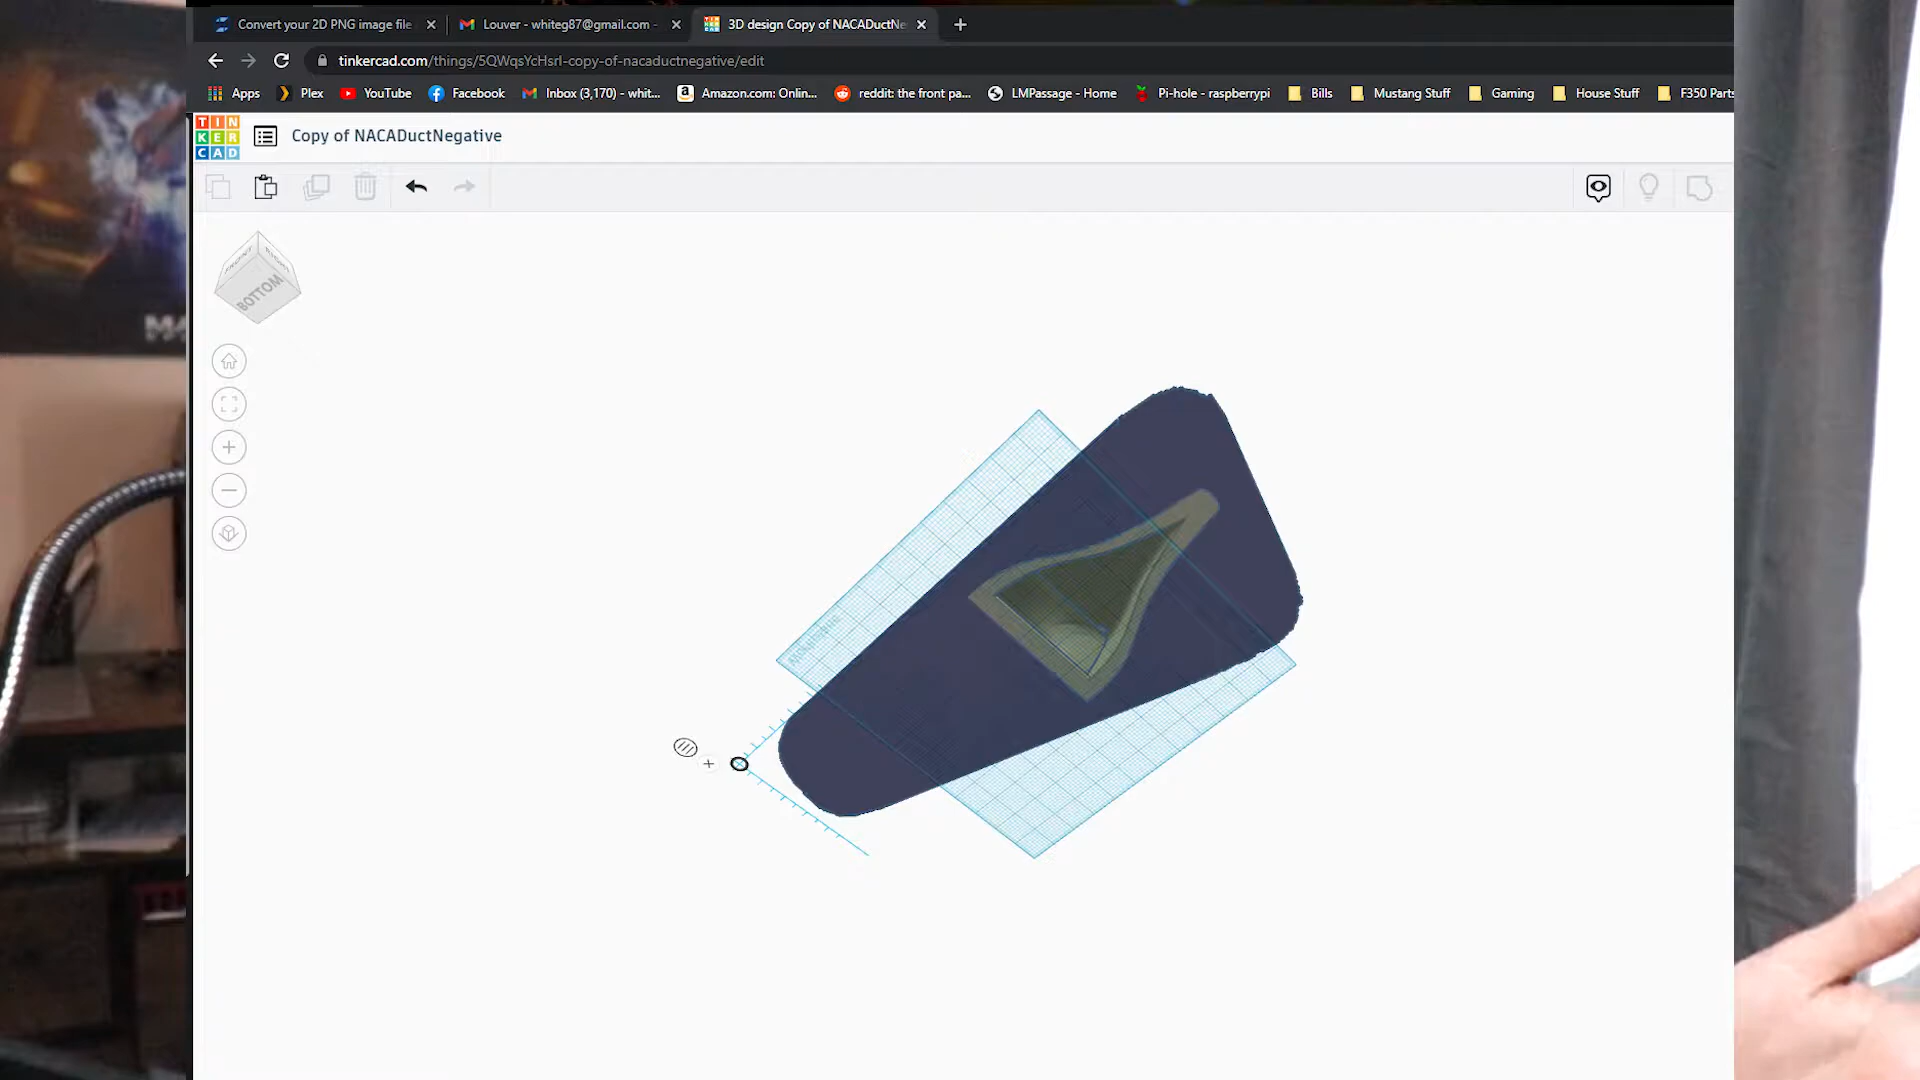 Convert your 2D PNG image file
Louver - whiteg87@gmail.com -
3D design Copy of NACADuctNe
tinkercad.com/things/5QWqsYcHsrl-copy-of-nacaductnegative/edit
Apps
Plex
YouTube
Facebook
Inbox (3,170) - whit...
Amazon.com: Onlin...
reddit: the front pa...
LMPassage - Home
Pi-hole - raspberrypi
Bills
Mustang Stuff
Gaming
House Stuff
F350 Parts
TIN
KER
CAD
Copy of NACADuctNegative
BOTTOM
Workplane
MA